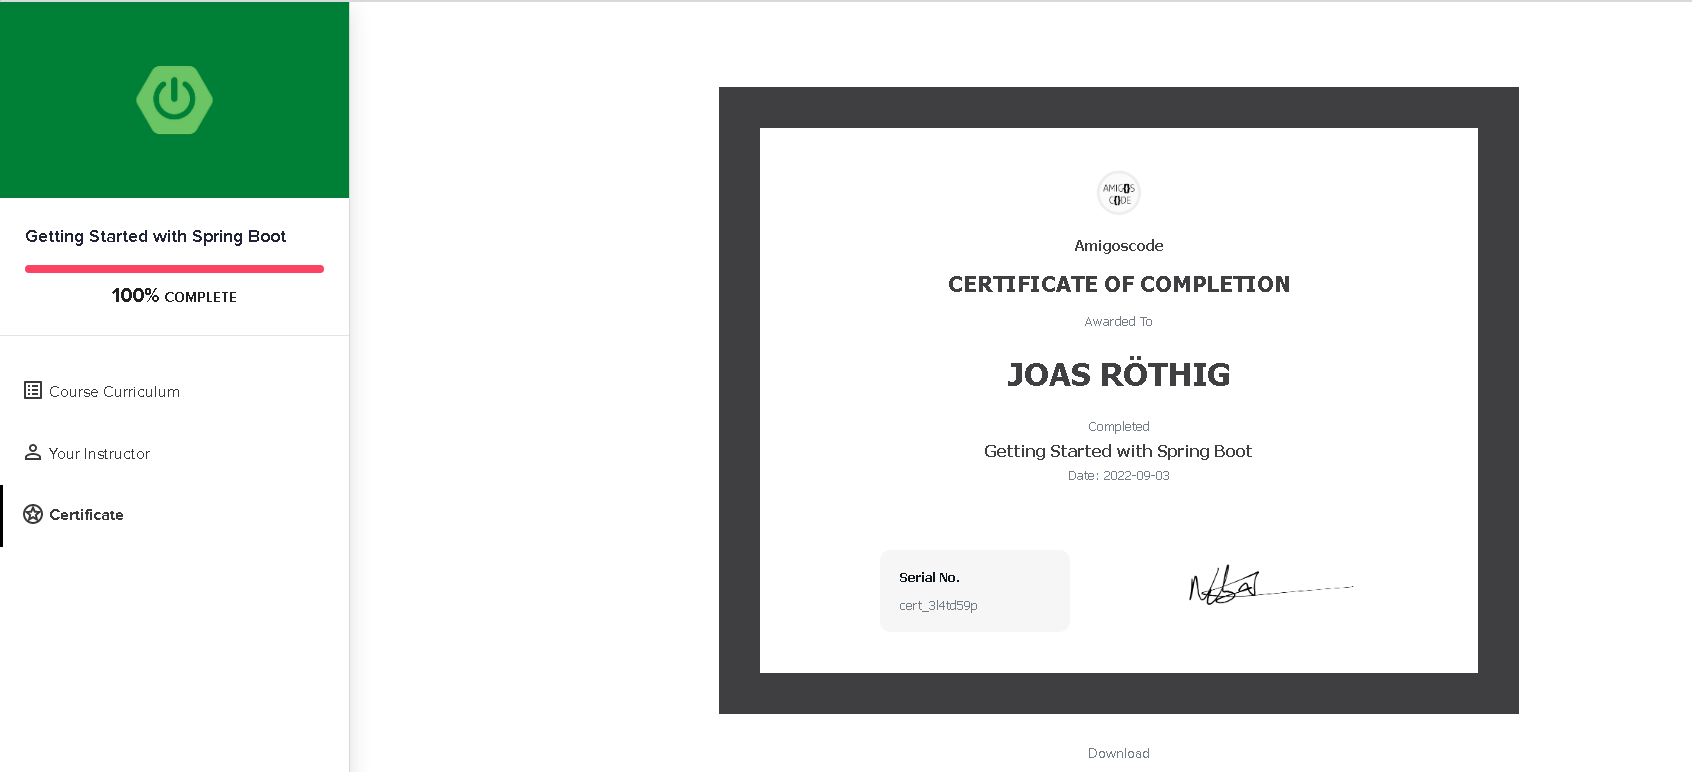 Getting Started with Spring Boot
100% COMPLETE
Course Curriculum
Your Instructor
Certificate
AMIGOS
CODE
Amigoscode
CERTIFICATE OF COMPLETION
Awarded To
JOAS RÖTHIG
Completed
Getting Started with Spring Boot
Date: 2022-09-03
Serial No.
cert_3l4td59p
Download